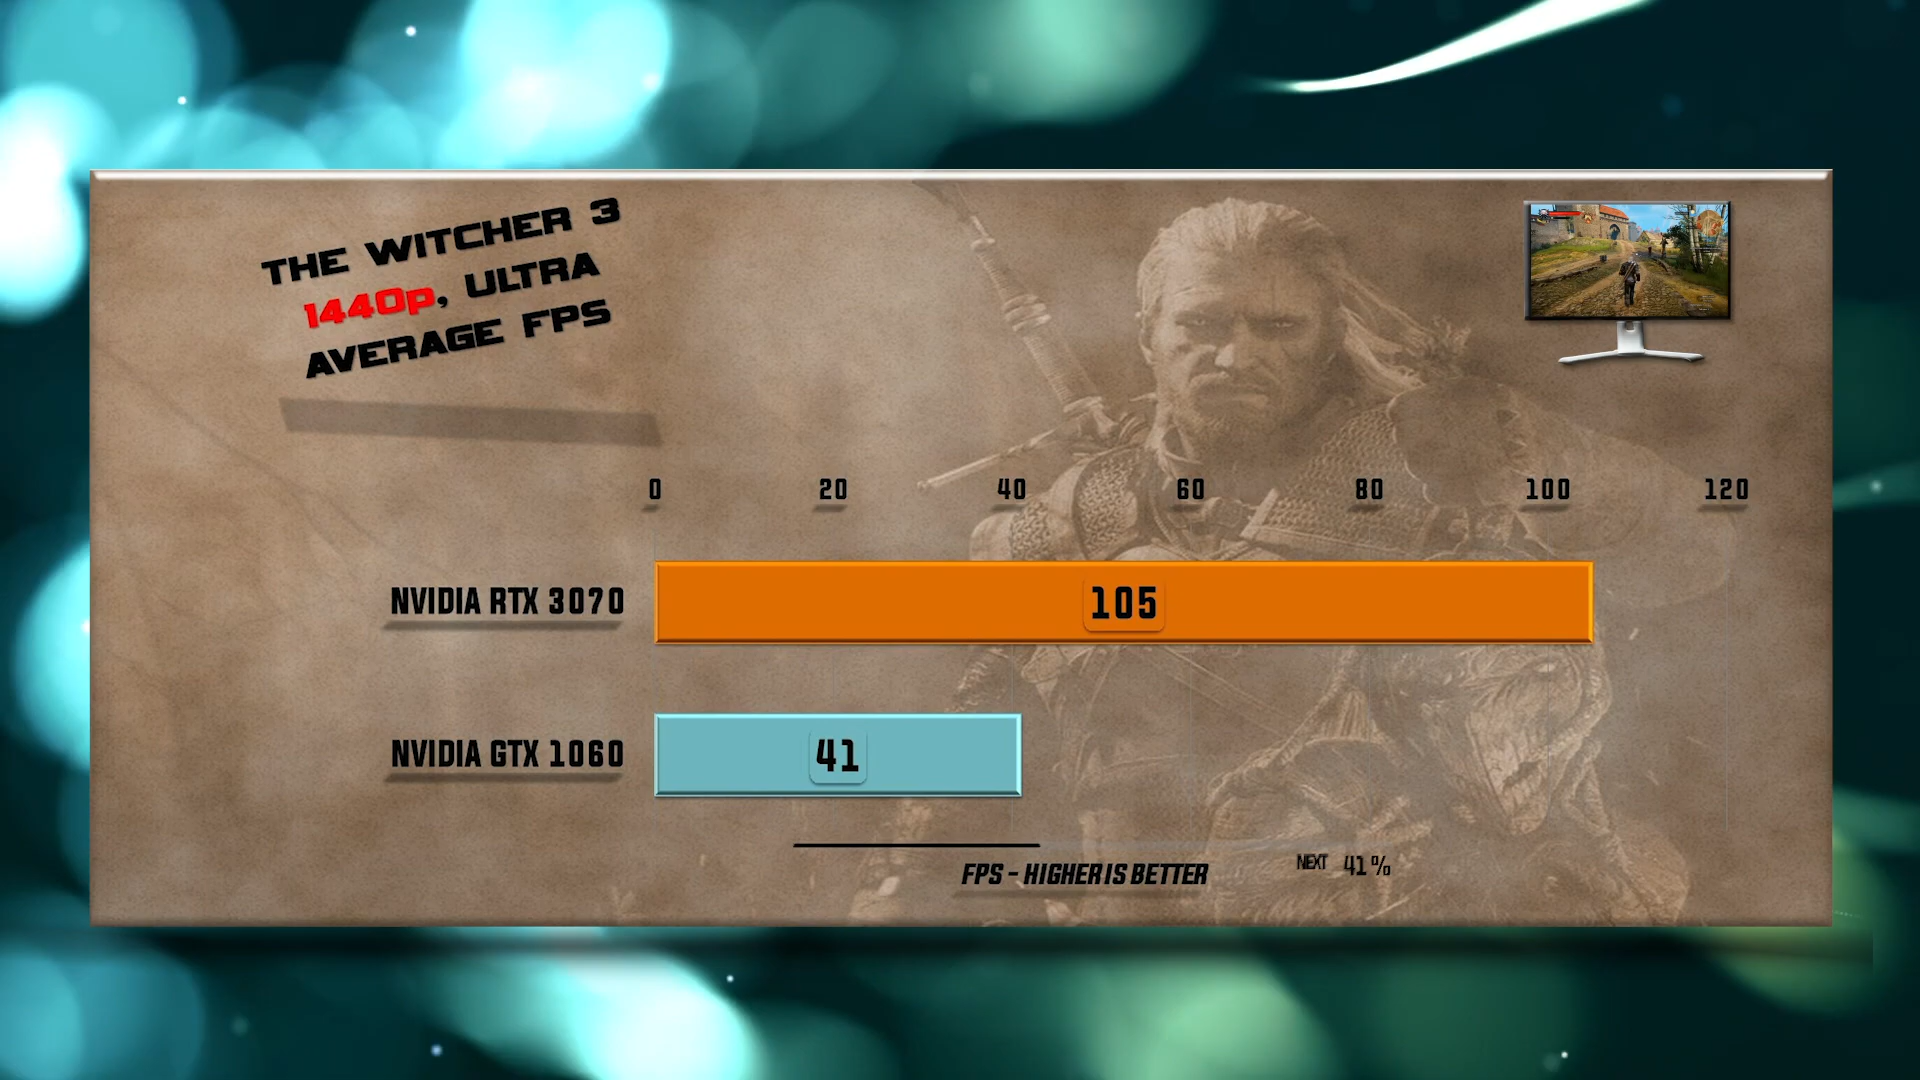 THE WITCHER 3
1440p, ULTRA
AVERAGE FPS
0 20 40 60 80 100 120
NVIDIA RTX 3070 105
NVIDIA GTX 1060 41
FPS - HIGHER IS BETTER
NEXT 41%